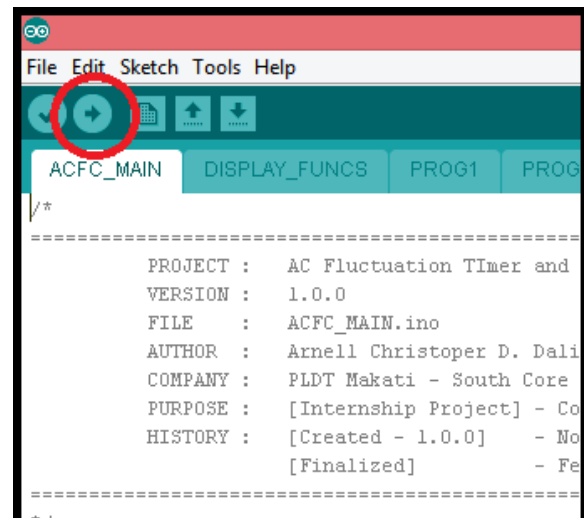 File Edit Sketch Tools Help
ACFC_MAIN DISPLAY_FUNCS PROG1 PROG
/*
================================================
PROJECT : AC Fluctuation TImer and
VERSION : 1.0.0
FILE : ACFC_MAIN.ino
AUTHOR : Arnell Christoper D. Dali
COMPANY : PLDT Makati - South Core
PURPOSE : [Internship Project] - Co
HISTORY : [Created - 1.0.0] - No
[Finalized] - Fe
================================================